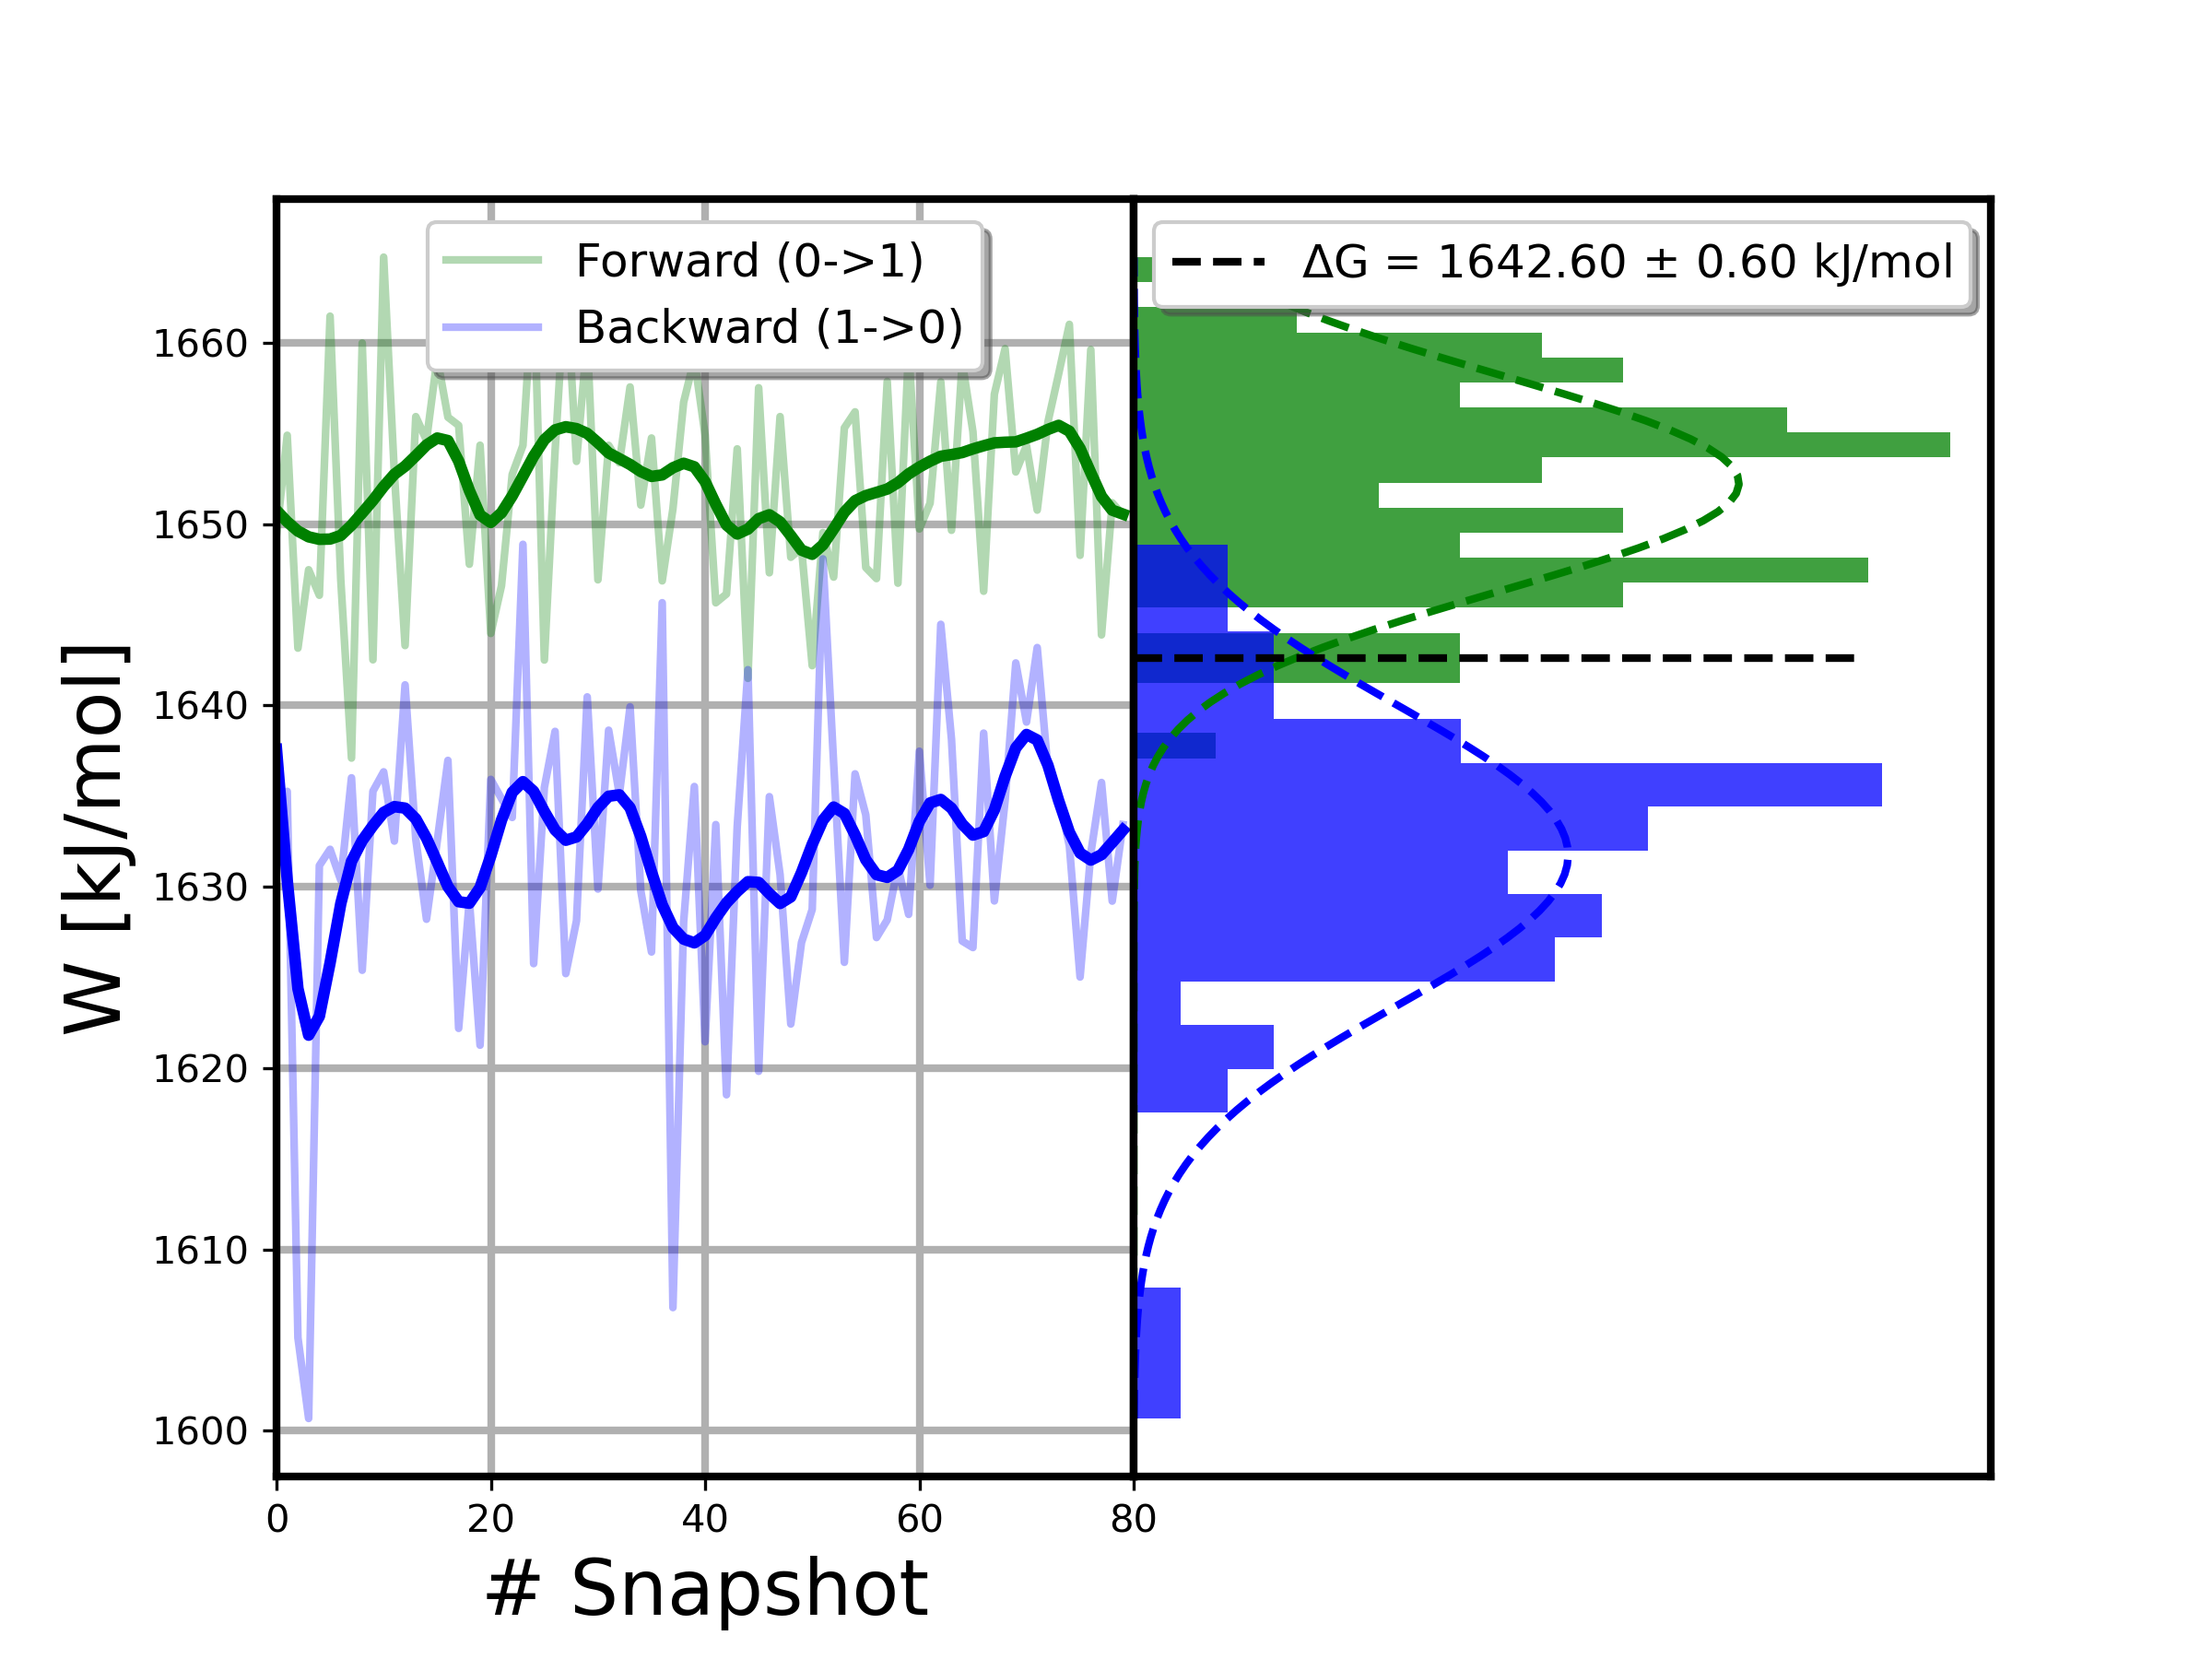 Forward (0->1)
Backward (1->0)
ΔG = 1642.60 ± 0.60 kJ/mol
W [kJ/mol]
1660
1650
1640
1630
1620
1610
1600
0 20 40 60 80
# Snapshot